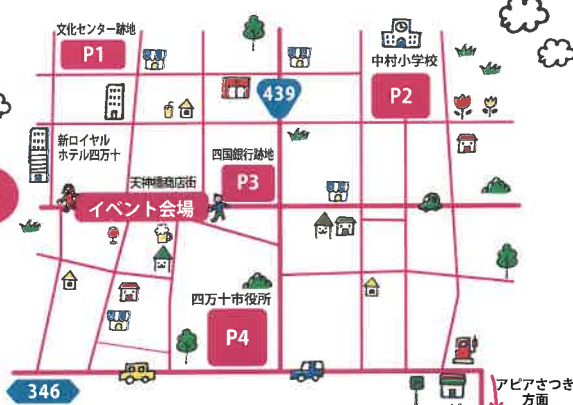 文化センター跡地
P1
439
中村小学校
P2
新ロイヤル
ホテル四万十
四国銀行跡地
P3
天神橋商店街
イベント会場
四万十市役所
P4
346
アピアさつき
方面